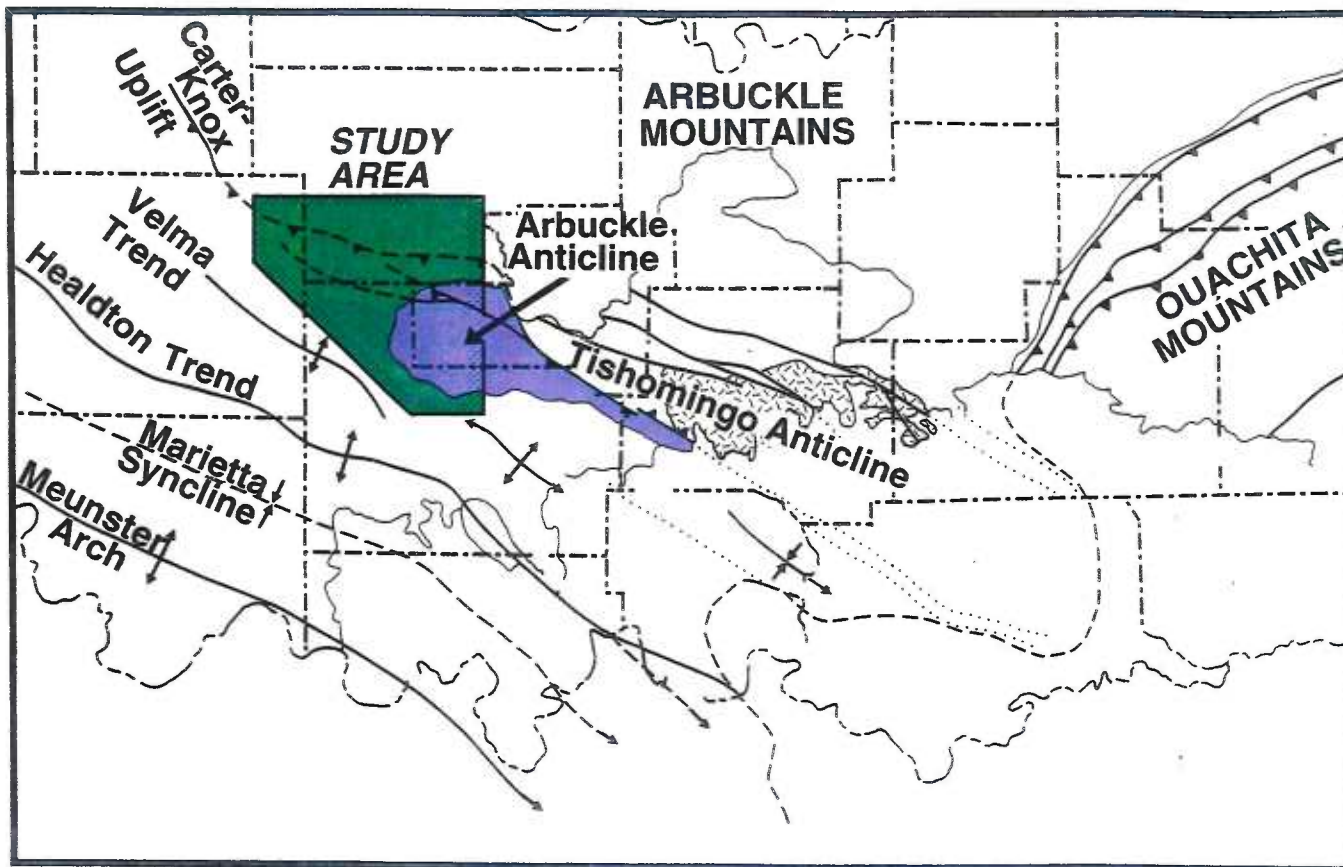 Carter-
Knox
Uplift
STUDY
AREA
ARBUCKLE
MOUNTAINS
Velma
Trend
Arbuckle
Anticline
Healdton Trend
OUACHITA
MOUNTAINS
Tishomingo Anticline
Marietta
Syncline
Meunster
Arch